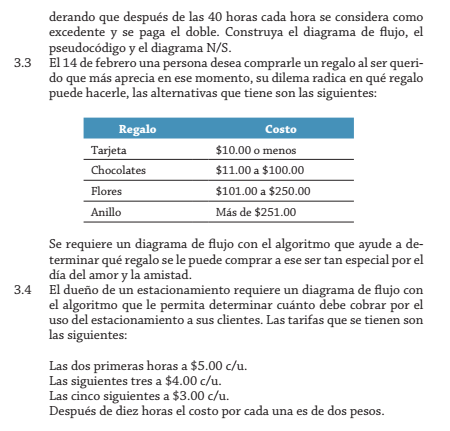 derando que después de las 40 horas cada hora se considera como
excedente y se paga el doble. Construya el diagrama de flujo, el
pseudocódigo y el diagrama N/S.
3.3 El 14 de febrero una persona desea comprarle un regalo al ser queri-
do que más aprecia en ese momento, su dilema radica en qué regalo
puede hacerle, las alternativas que tiene son las siguientes:
Regalo Costo
Tarjeta $10.00 o menos
Chocolates $11.00 a $100.00
Flores $101.00 a $250.00
Anillo Más de $251.00
Se requiere un diagrama de flujo con el algoritmo que ayude a de-
terminar qué regalo se le puede comprar a ese ser tan especial por el
día del amor y la amistad.
3.4 El dueño de un estacionamiento requiere un diagrama de flujo con
el algoritmo que le permita determinar cuánto debe cobrar por el
uso del estacionamiento a sus clientes. Las tarifas que se tienen son
las siguientes:
Las dos primeras horas a $5.00 c/u.
Las siguientes tres a $4.00 c/u.
Las cinco siguientes a $3.00 c/u.
Después de diez horas el costo por cada una es de dos pesos.